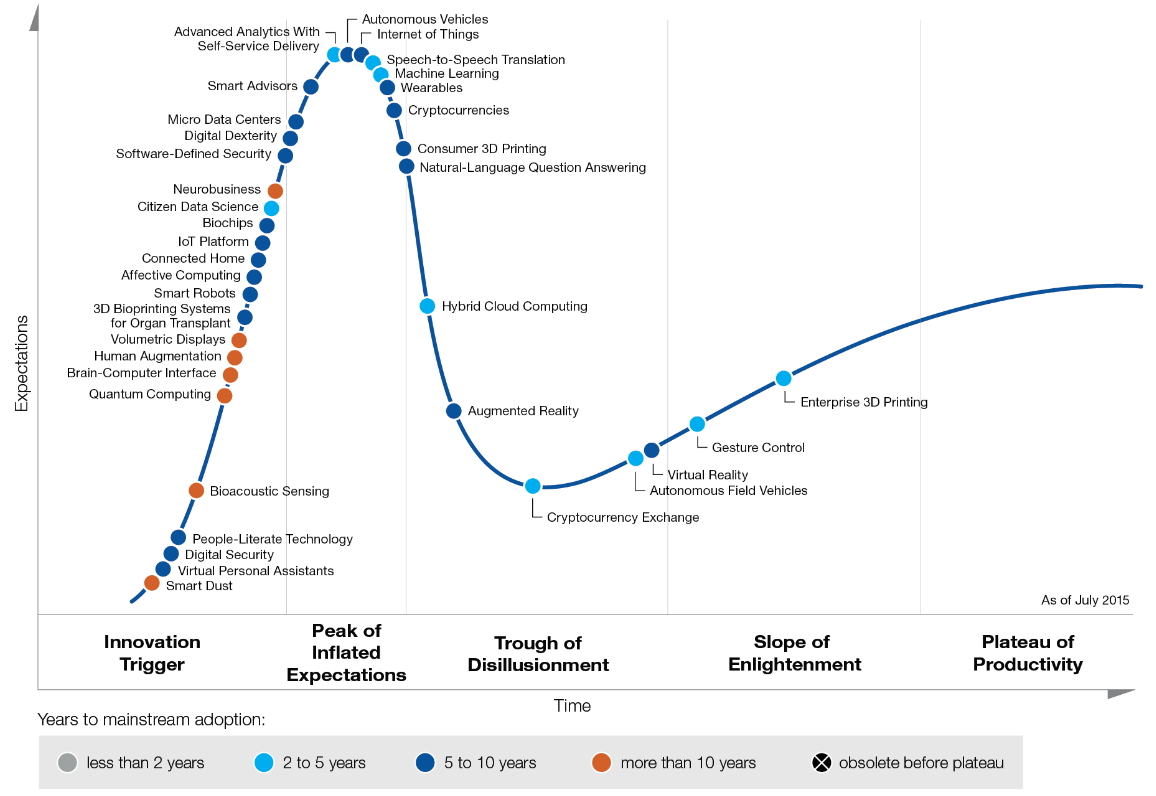 Autonomous Vehicles
Advanced Analytics With
Self-Service Delivery
Internet of Things
Speech-to-Speech Translation
Machine Learning
Smart Advisors
Wearables
Cryptocurrencies
Micro Data Centers
Digital Dexterity
Software-Defined Security
Consumer 3D Printing
Natural-Language Question Answering
Neurobusiness
Citizen Data Science
Biochips
IoT Platform
Connected Home
Affective Computing
Smart Robots
3D Bioprinting Systems
for Organ Transplant
Volumetric Displays
Human Augmentation
Brain-Computer Interface
Quantum Computing
Hybrid Cloud Computing
Augmented Reality
Enterprise 3D Printing
Gesture Control
Virtual Reality
Autonomous Field Vehicles
Cryptocurrency Exchange
Bioacoustic Sensing
People-Literate Technology
Digital Security
Virtual Personal Assistants
Smart Dust
Expectations
As of July 2015
Innovation
Trigger
Peak of
Inflated
Expectations
Trough of
Disillusionment
Slope of
Enlightenment
Plateau of
Productivity
Time
Years to mainstream adoption:
less than 2 years
2 to 5 years
5 to 10 years
more than 10 years
obsolete before plateau